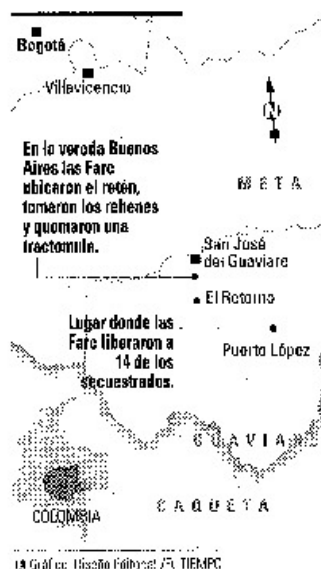 Bogotá
Villavicencio
En la vereda Buenos
Aires las Farc
ubicaron el retén,
tomaron los rehenes
y quemaron una
tractomula.
META
San José
del Guaviare
El Retorno
Lugar donde las
Farc liberaron a
14 de los
secuestrados.
Puerto López
GUAVIARE
CAQUETA
COLOMBIA
Gráfico: Diseño Editorial / EL TIEMPO